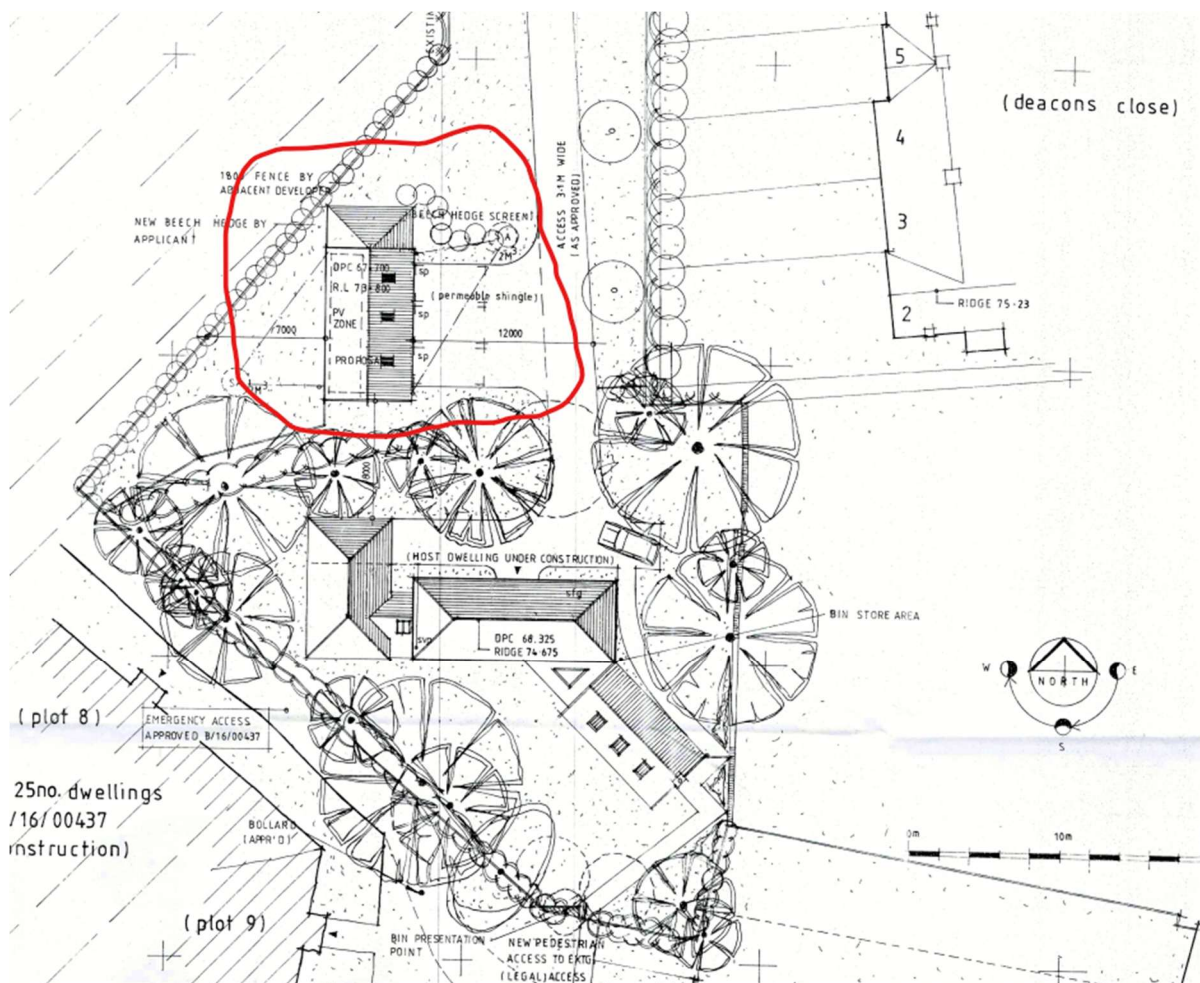 EXISTIN
5
(deacons close)
4
3
2
RIDGE 75·23
ACCESS 3·1M WIDE
(AS APPROVED)
FENCE BY
ADJACENT DEVELOPER
NEW BEECH HEDGE BY
APPLICANT
(BEECH HEDGE SCREEN)
A
2M
DPC 67·700
R.L
sp
(permeable shingle)
PV
ZONE
sp
7000
12000
PROPOSAL
sp
(HOST DWELLING UNDER CONSTRUCTION)
sfg
svp
DPC 68.325
RIDGE 74·675
BIN STORE AREA
W
NORTH
E
S
(plot 8)
EMERGENCY ACCESS
APPROVED B/16/00437
25no. dwellings
/16/00437
nstruction)
BOLLARD
(APPR'D)
0m
10m
(plot 9)
BIN PRESENTATION
POINT
NEW PEDESTRIAN
ACCESS TO EXTG
(LEGAL) ACCESS